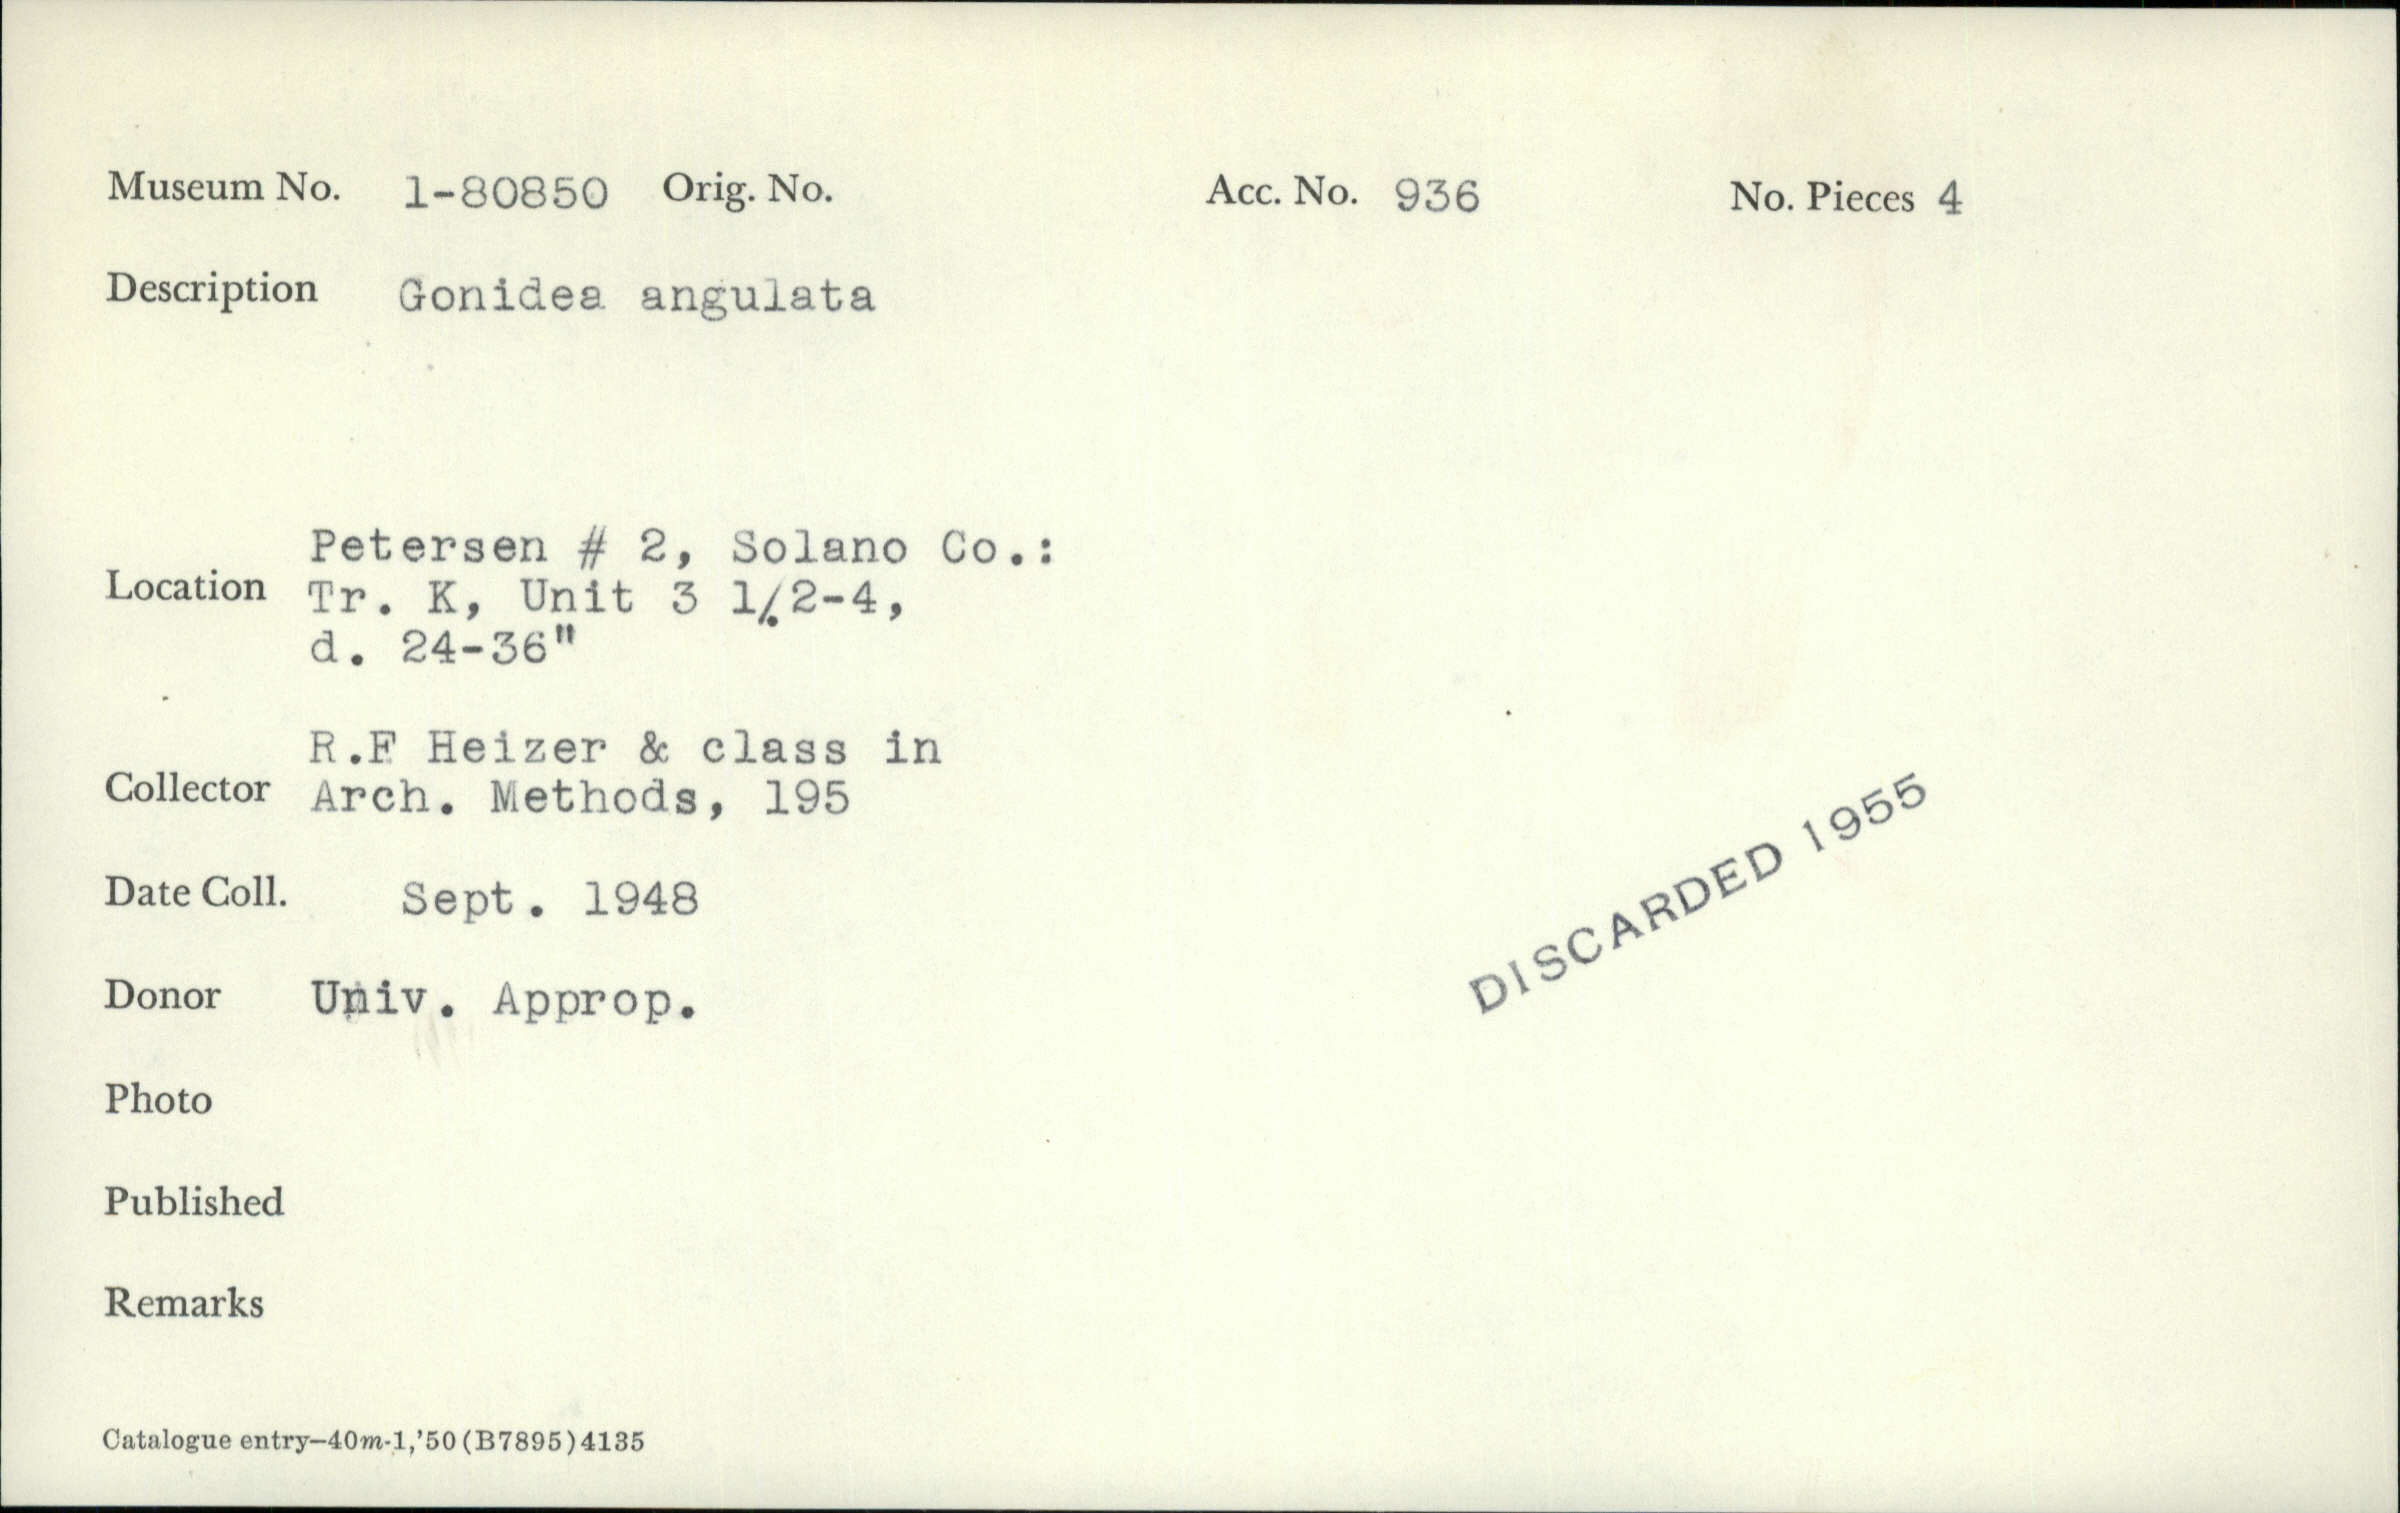 Museum No. 1-80850 Orig. No. Acc. No. 936 No. Pieces 4
Description Gonidea angulata
Petersen # 2, Solano Co.:
Location Tr. K, Unit 3 1/2-4,
d. 24-36"
R.F Heizer & class in
Collector Arch. Methods, 195
Date Coll. Sept. 1948
DISCARDED 1955
Donor Univ. Approp.
Photo
Published
Remarks
Catalogue entry—40m-1,'50(B7895)4135